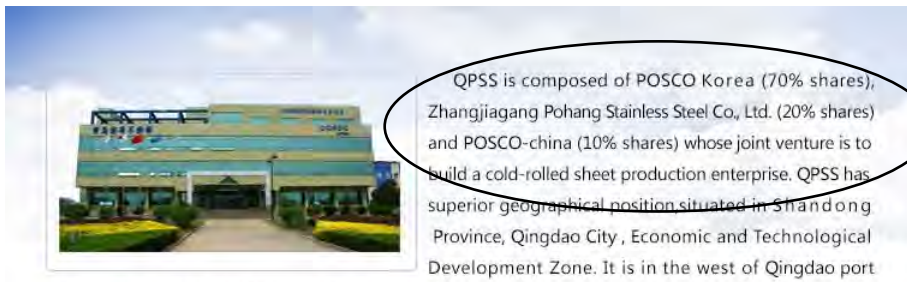 QPSS is composed of POSCO Korea (70% shares),
Zhangjiagang Pohang Stainless Steel Co., Ltd. (20% shares)
and POSCO-china (10% shares) whose joint venture is to
build a cold-rolled sheet production enterprise. QPSS has
superior geographical position,situated in Shandong
Province, Qingdao City , Economic and Technological
Development Zone. It is in the west of Qingdao port